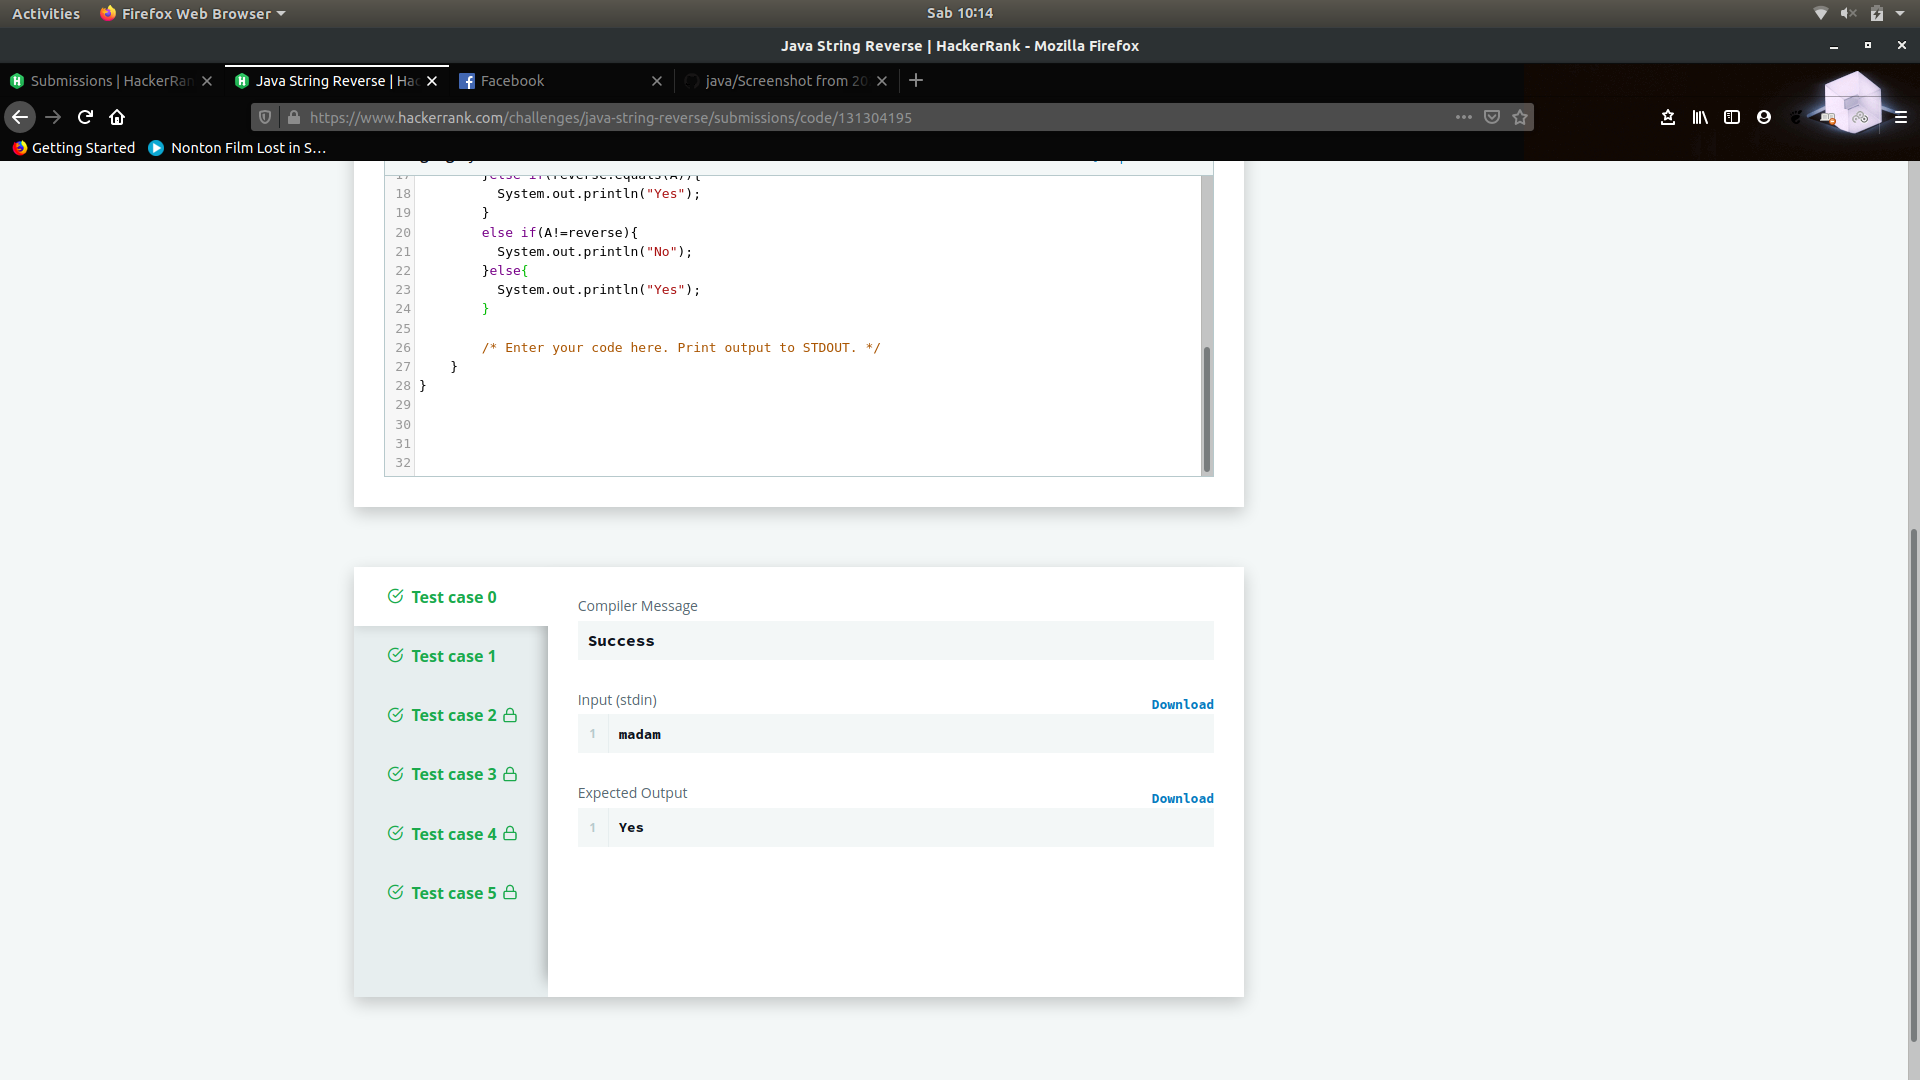 Activities Firefox Web Browser Sab 10:14
Java String Reverse | HackerRank - Mozilla Firefox
Submissions | HackerRan Java String Reverse | Hac Facebook java/Screenshot from 20
https://www.hackerrank.com/challenges/java-string-reverse/submissions/code/131304195
Getting Started Nonton Film Lost in S...
17 }else if(reverse.equals(A)){
18 System.out.println("Yes");
19 }
20 else if(A!=reverse){
21 System.out.println("No");
22 }else{
23 System.out.println("Yes");
24 }
25
26 /* Enter your code here. Print output to STDOUT. */
27 }
28 }
29
30
31
32
Test case 0
Test case 1
Test case 2
Test case 3
Test case 4
Test case 5
Compiler Message
Success
Input (stdin) Download
1 madam
Expected Output Download
1 Yes